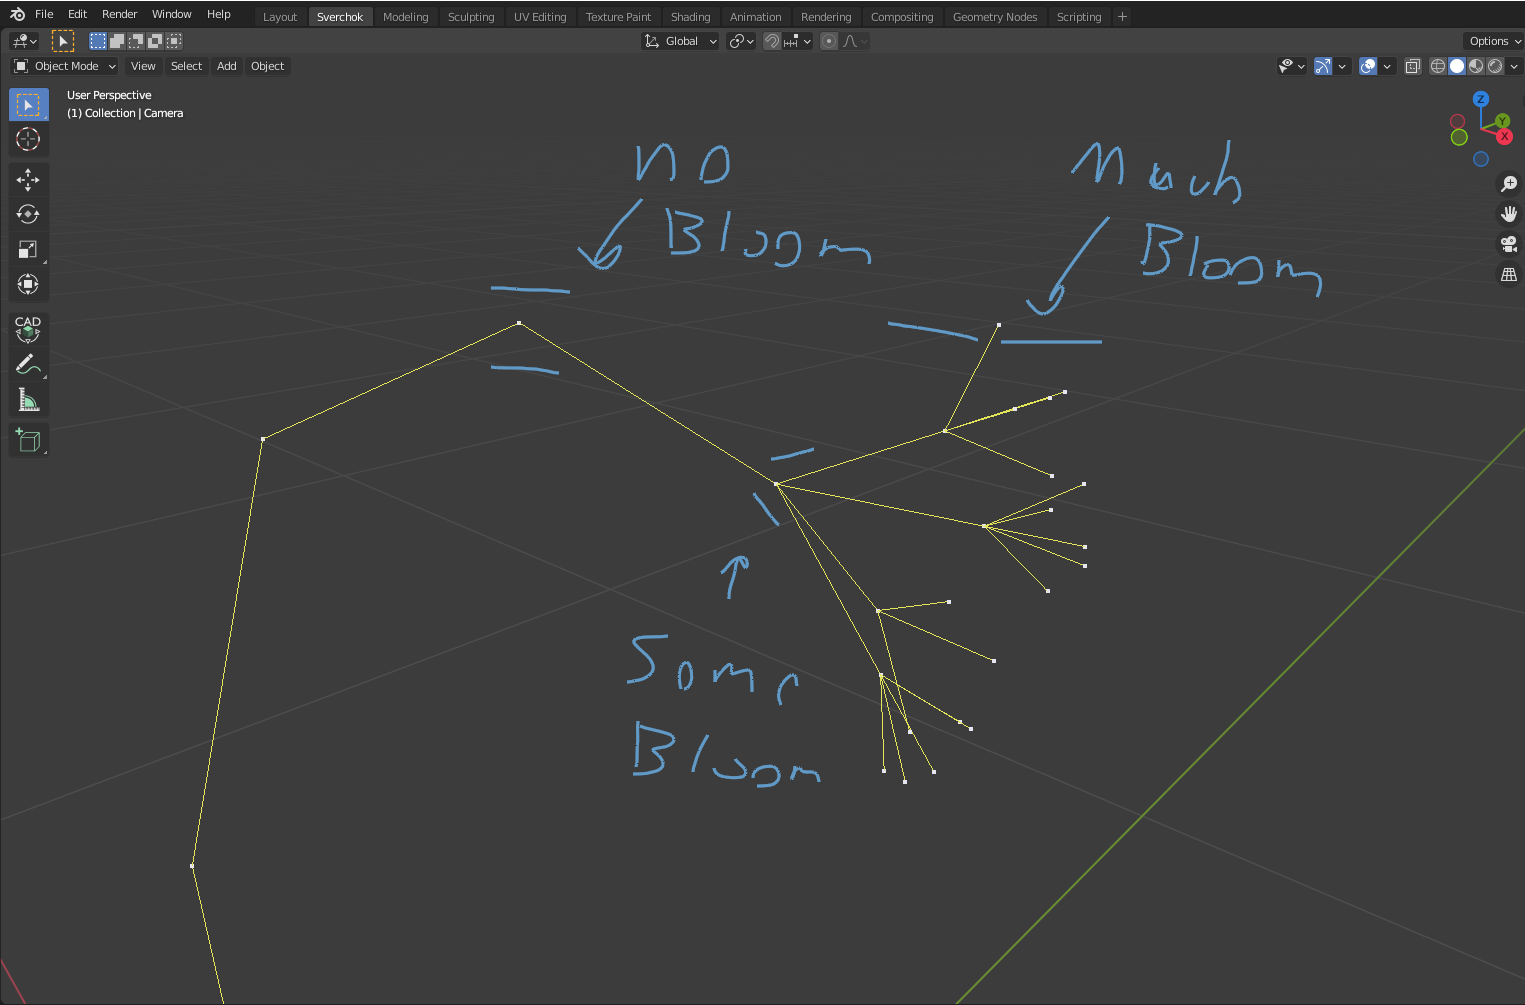 File Edit Render Window Help Layout Sverchok Modeling Sculpting UV Editing Texture Paint Shading Animation Rendering Compositing Geometry Nodes Scripting +
Global Options
Object Mode View Select Add Object
User Perspective
(1) Collection | Camera
Z
Y
X
CAD
NO
Bloom
Much
Bloom
Some
Bloom